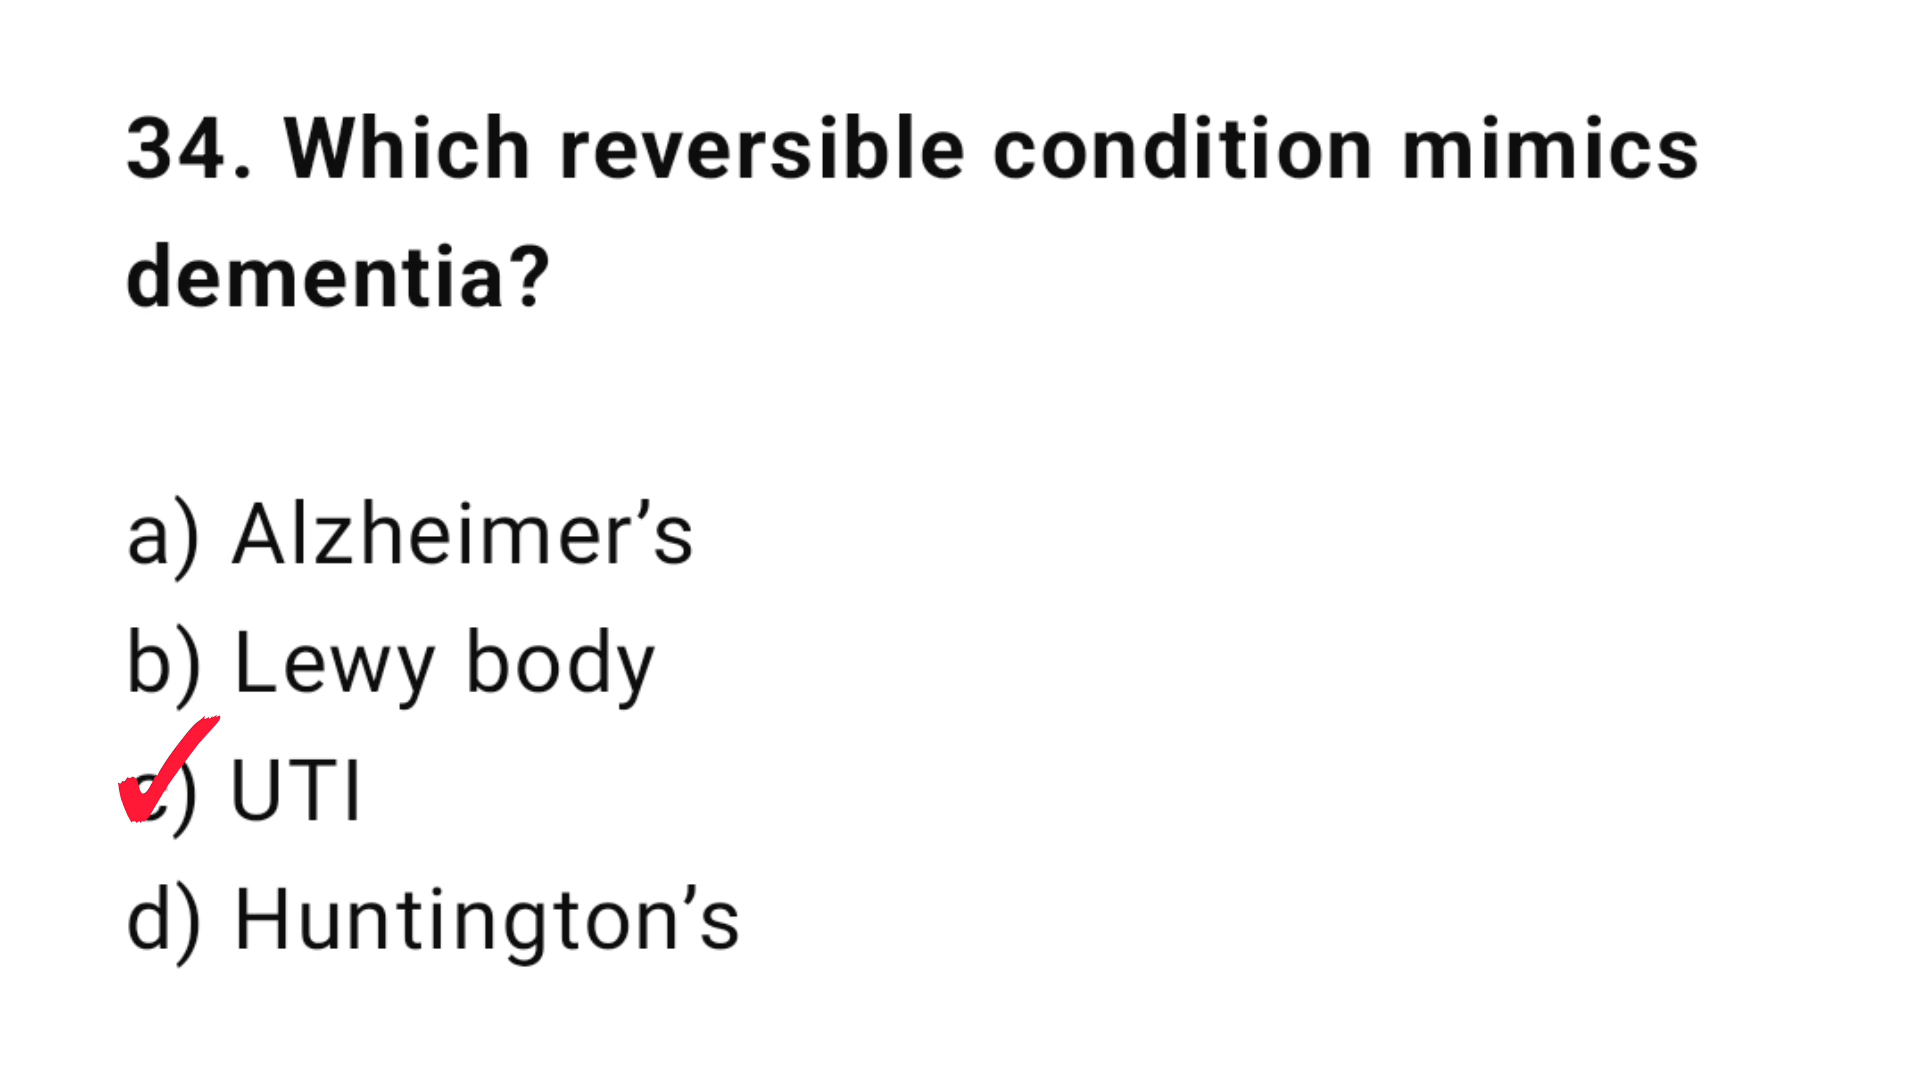 34. Which reversible condition mimics
dementia?
a) Alzheimer’s
b) Lewy body
c) UTI
d) Huntington’s